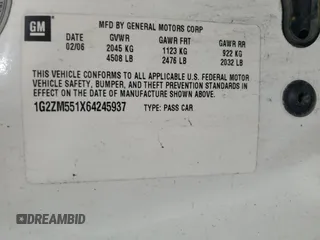 GM
MFD BY GENERAL MOTORS CORP
DATE GVWR GAWR FRT GAWR RR
02/06 2045 KG 1123 KG 922 KG
4508 LB 2476 LB 2032 LB
THIS VEHICLE CONFORMS TO ALL APPLICABLE U.S. FEDERAL MOTOR
VEHICLE SAFETY, BUMPER, AND THEFT PREVENTION STANDARDS IN
EFFECT ON THE DATE OF MANUFACTURE SHOWN ABOVE.
1G2ZM551X64245937 TYPE: PASS CAR
DREAMBID